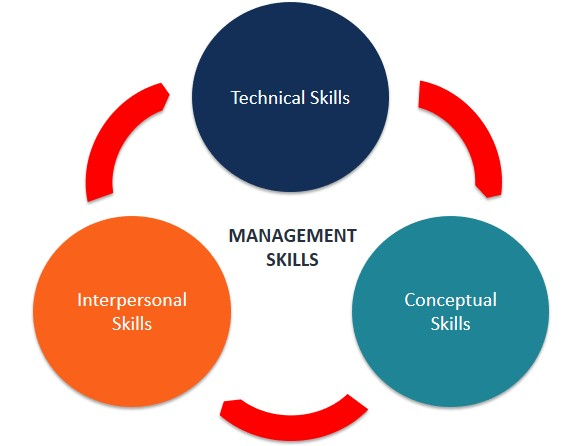 Technical Skills
MANAGEMENT
SKILLS
Interpersonal
Skills
Conceptual
Skills